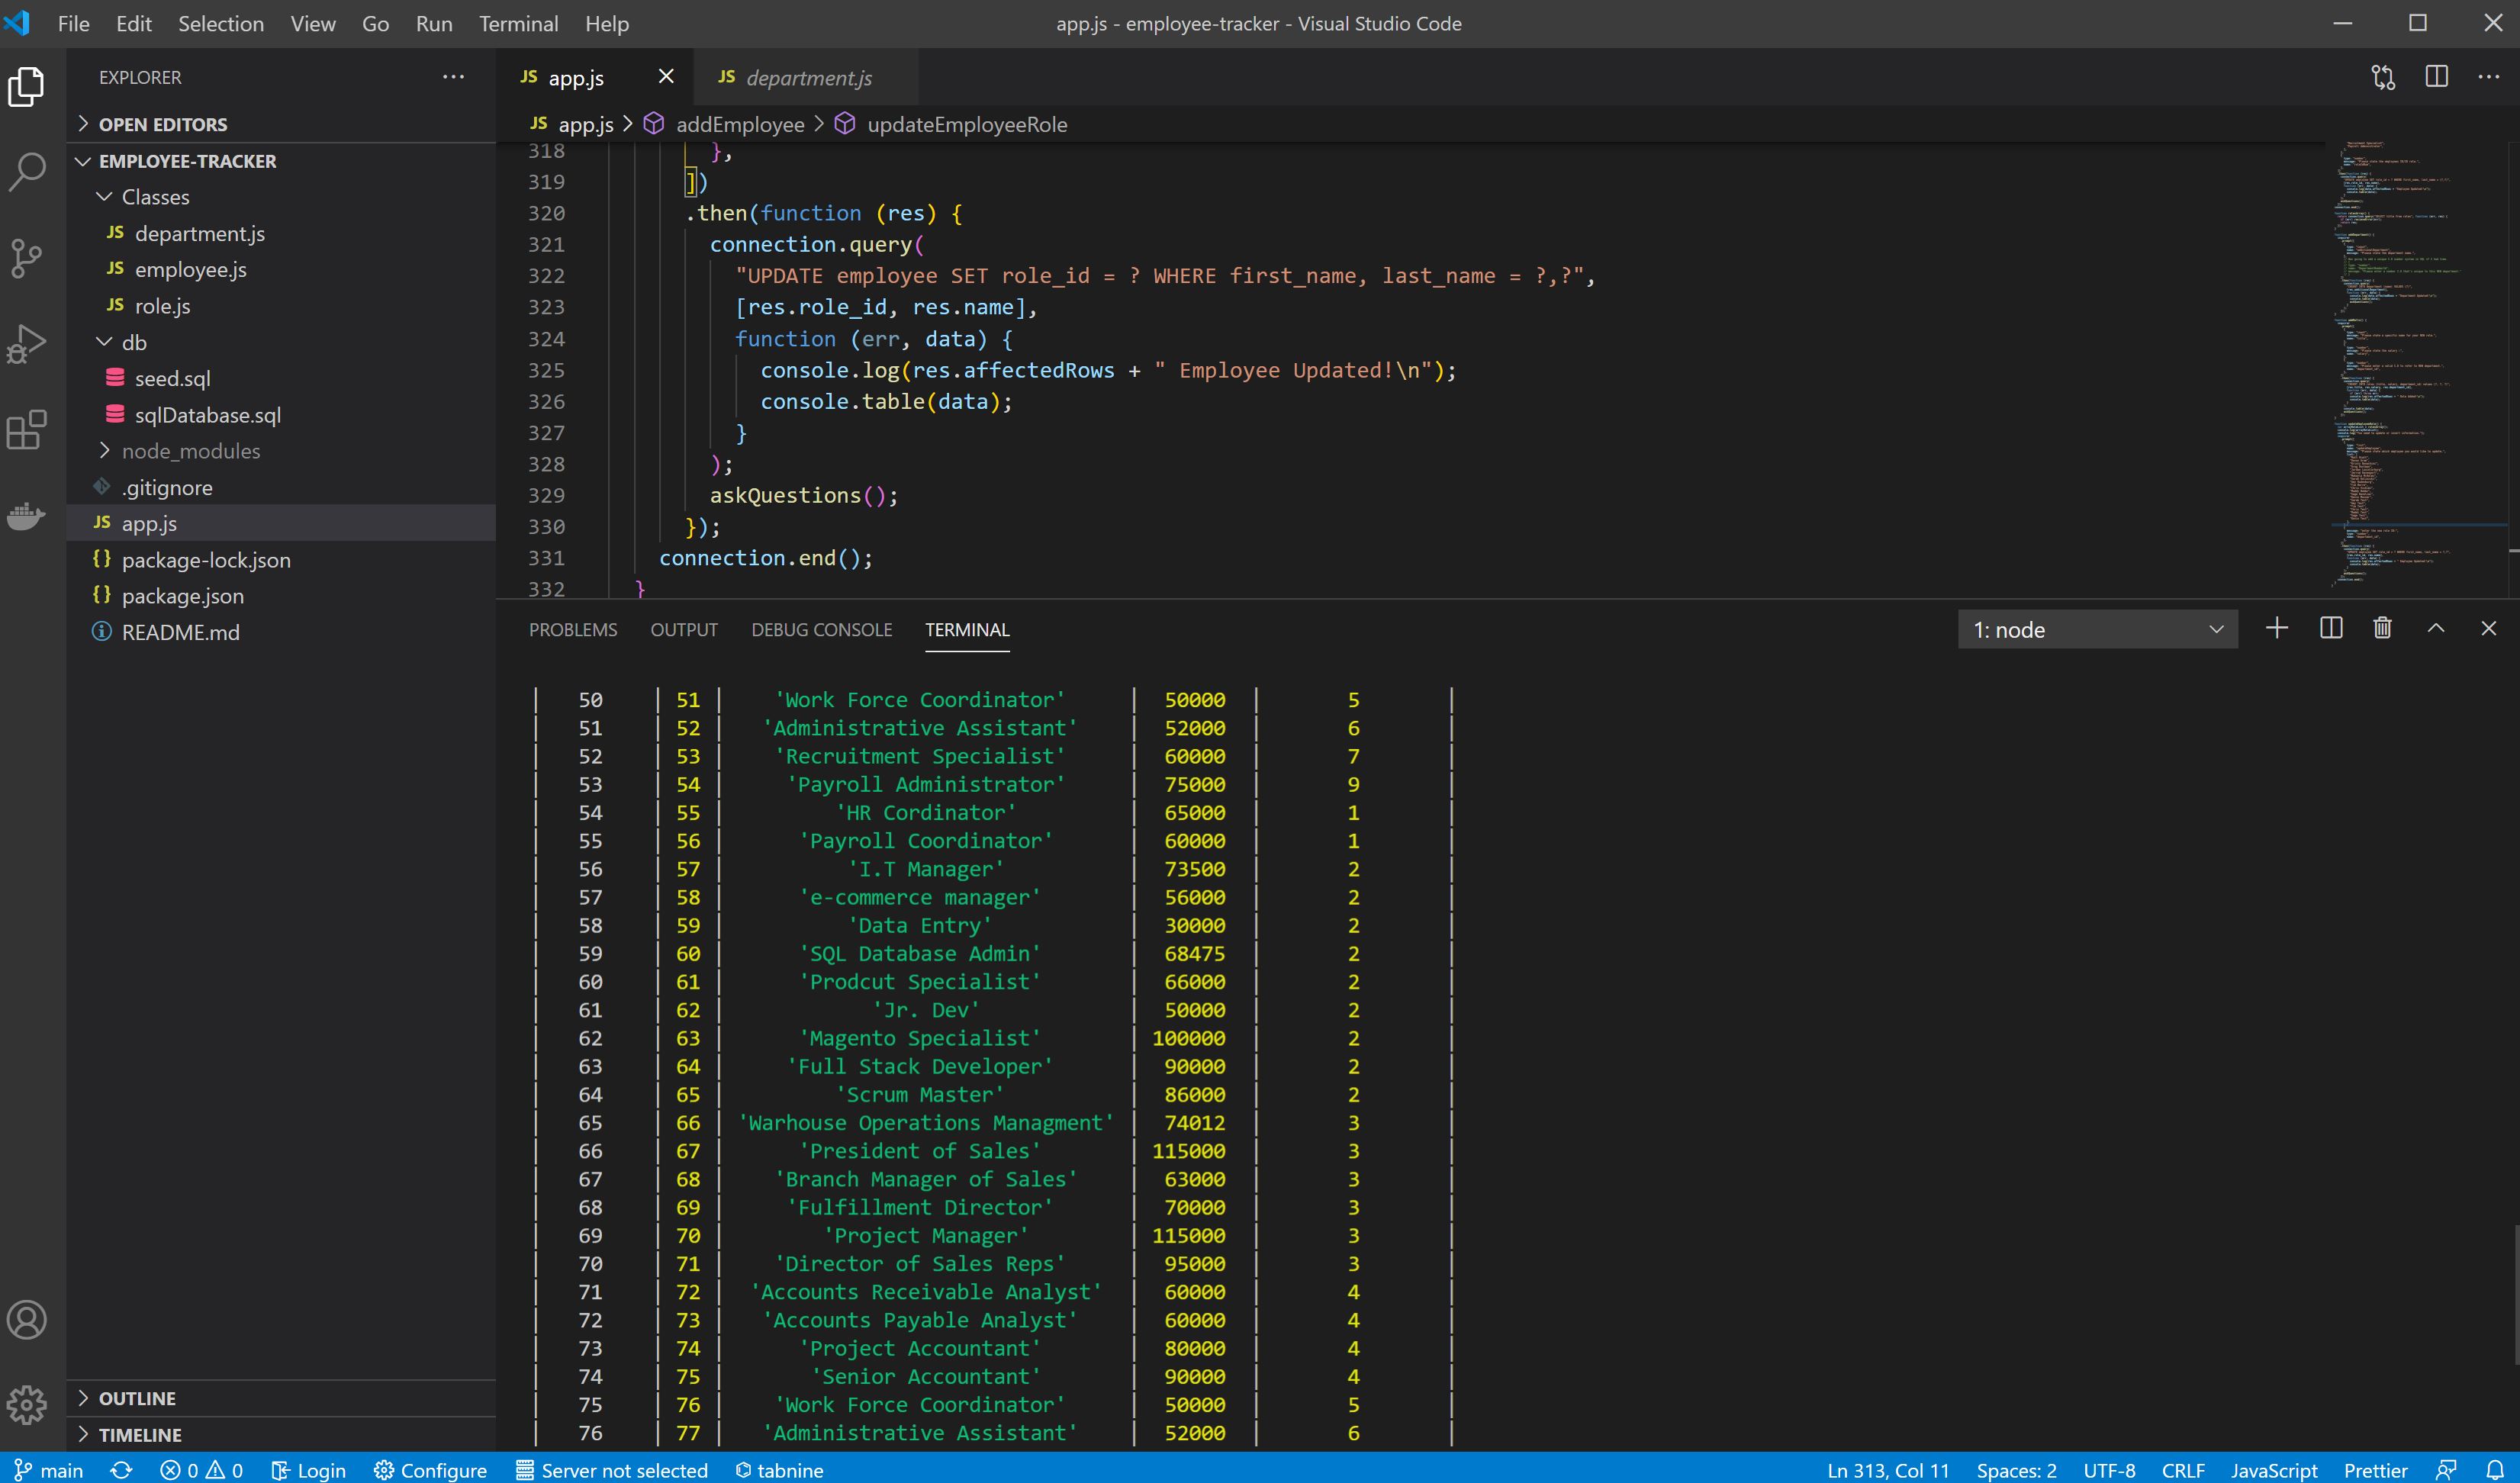 File Edit Selection View Go Run Terminal Help
app.js - employee-tracker - Visual Studio Code
EXPLORER
OPEN EDITORS
EMPLOYEE-TRACKER
Classes
JS department.js
JS employee.js
JS role.js
db
seed.sql
sqlDatabase.sql
node_modules
.gitignore
JS app.js
{} package-lock.json
{} package.json
README.md
OUTLINE
TIMELINE
JS app.js
JS department.js
JS app.js > addEmployee > updateEmployeeRole
318 },
319 ])
320 .then(function (res) {
321 connection.query(
322 "UPDATE employee SET role_id = ? WHERE first_name, last_name = ?,?",
323 [res.role_id, res.name],
324 function (err, data) {
325 console.log(res.affectedRows + " Employee Updated!\n");
326 console.table(data);
327 }
328 );
329 askQuestions();
330 });
331 connection.end();
332 }
PROBLEMS OUTPUT DEBUG CONSOLE TERMINAL
1: node
| 50 | 51 | 'Work Force Coordinator' | 50000 | 5 |
| 51 | 52 | 'Administrative Assistant' | 52000 | 6 |
| 52 | 53 | 'Recruitment Specialist' | 60000 | 7 |
| 53 | 54 | 'Payroll Administrator' | 75000 | 9 |
| 54 | 55 | 'HR Cordinator' | 65000 | 1 |
| 55 | 56 | 'Payroll Coordinator' | 60000 | 1 |
| 56 | 57 | 'I.T Manager' | 73500 | 2 |
| 57 | 58 | 'e-commerce manager' | 56000 | 2 |
| 58 | 59 | 'Data Entry' | 30000 | 2 |
| 59 | 60 | 'SQL Database Admin' | 68475 | 2 |
| 60 | 61 | 'Prodcut Specialist' | 66000 | 2 |
| 61 | 62 | 'Jr. Dev' | 50000 | 2 |
| 62 | 63 | 'Magento Specialist' | 100000 | 2 |
| 63 | 64 | 'Full Stack Developer' | 90000 | 2 |
| 64 | 65 | 'Scrum Master' | 86000 | 2 |
| 65 | 66 | 'Warhouse Operations Managment' | 74012 | 3 |
| 66 | 67 | 'President of Sales' | 115000 | 3 |
| 67 | 68 | 'Branch Manager of Sales' | 63000 | 3 |
| 68 | 69 | 'Fulfillment Director' | 70000 | 3 |
| 69 | 70 | 'Project Manager' | 115000 | 3 |
| 70 | 71 | 'Director of Sales Reps' | 95000 | 3 |
| 71 | 72 | 'Accounts Receivable Analyst' | 60000 | 4 |
| 72 | 73 | 'Accounts Payable Analyst' | 60000 | 4 |
| 73 | 74 | 'Project Accountant' | 80000 | 4 |
| 74 | 75 | 'Senior Accountant' | 90000 | 4 |
| 75 | 76 | 'Work Force Coordinator' | 50000 | 5 |
| 76 | 77 | 'Administrative Assistant' | 52000 | 6 |
main 0 0 Login Configure Server not selected tabnine
Ln 313, Col 11 Spaces: 2 UTF-8 CRLF JavaScript Prettier